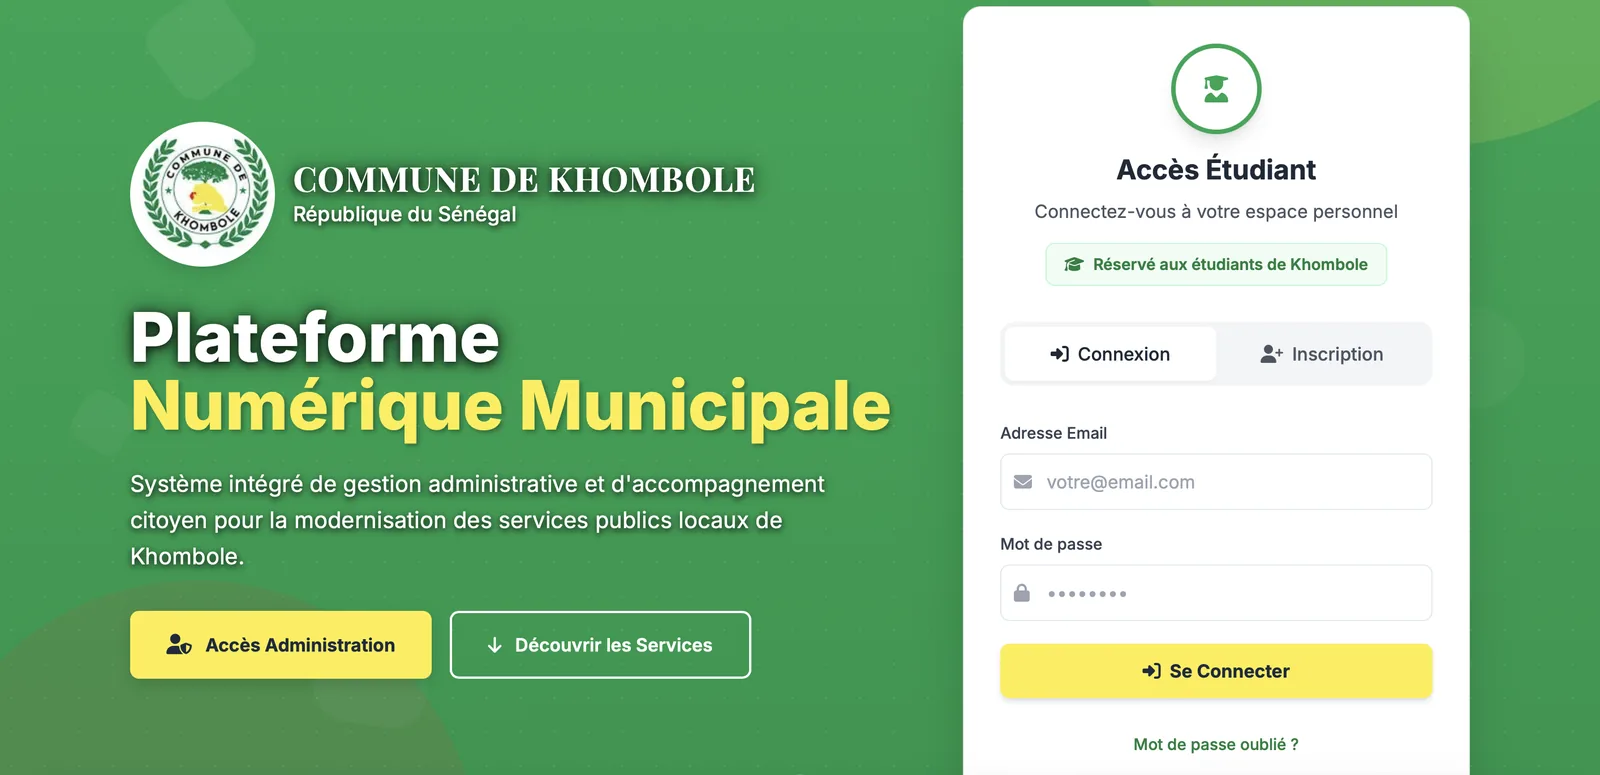 COMMUNE DE
KHOMBOLE
COMMUNE DE KHOMBOLE
République du Sénégal
Plateforme
Numérique Municipale
Système intégré de gestion administrative et d'accompagnement
citoyen pour la modernisation des services publics locaux de
Khombole.
Accès Administration
Découvrir les Services
Accès Étudiant
Connectez-vous à votre espace personnel
Réservé aux étudiants de Khombole
Connexion
Inscription
Adresse Email
votre@email.com
Mot de passe
••••••••
Se Connecter
Mot de passe oublié ?